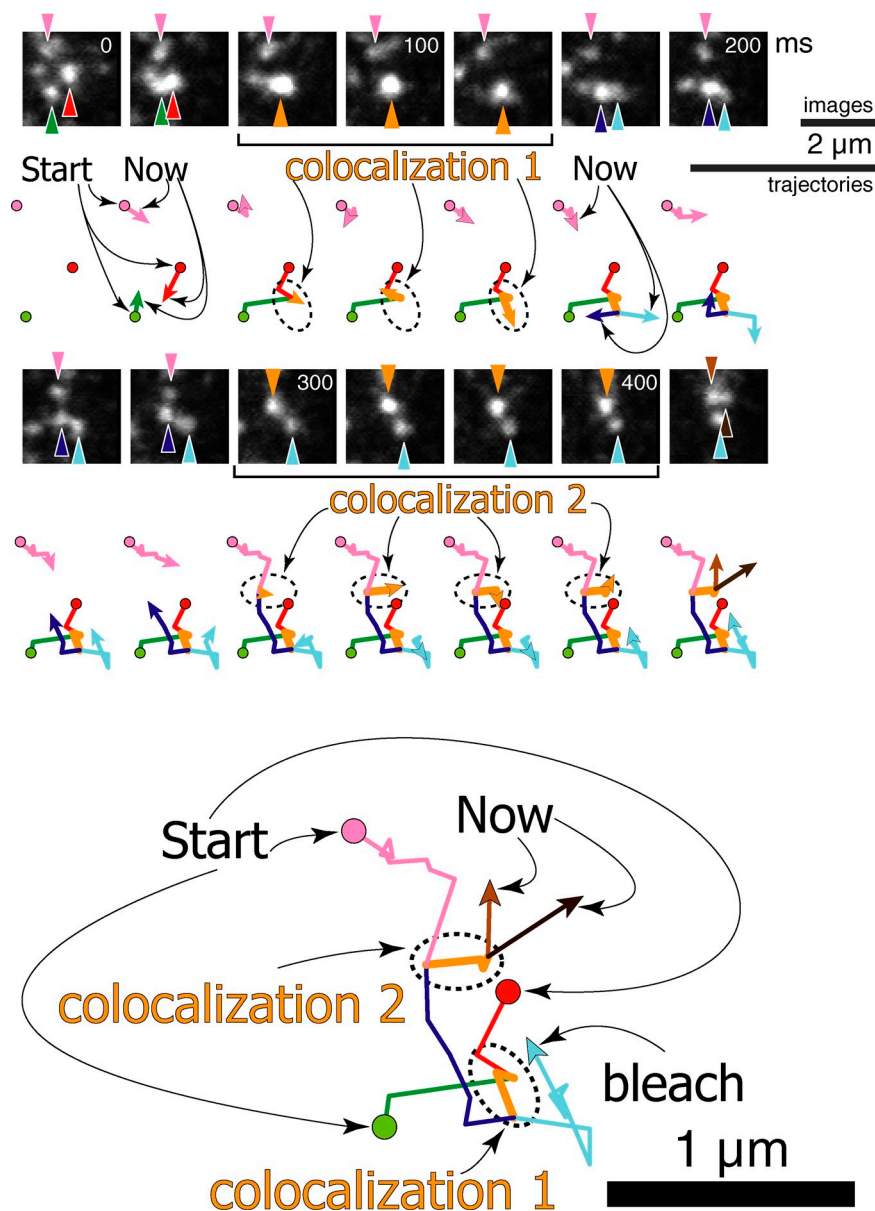 0
100
200
ms
images
2 µm
trajectories
Start
Now
colocalization 1
Now
300
400
colocalization 2
Start
Now
colocalization 2
bleach
colocalization 1
1 µm